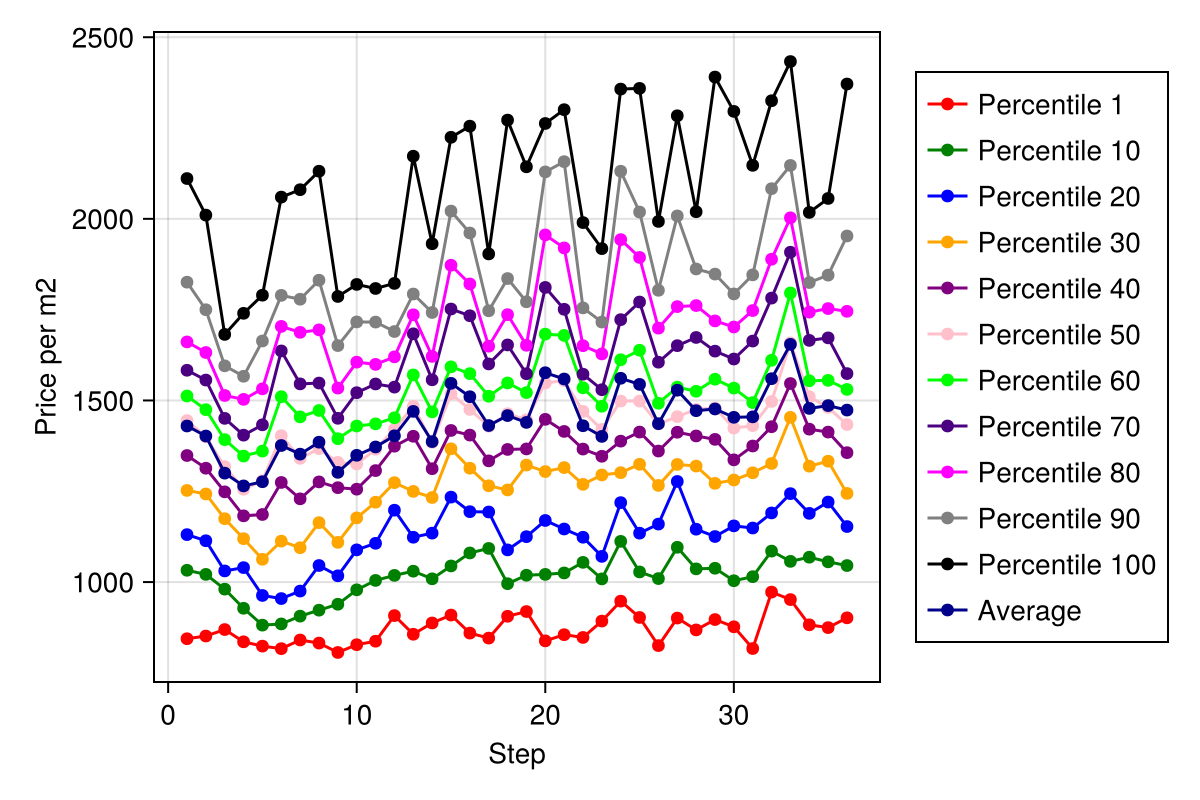 2500
2000
1500
1000
Price per m2
0
10
20
30
Step
Percentile 1
Percentile 10
Percentile 20
Percentile 30
Percentile 40
Percentile 50
Percentile 60
Percentile 70
Percentile 80
Percentile 90
Percentile 100
Average